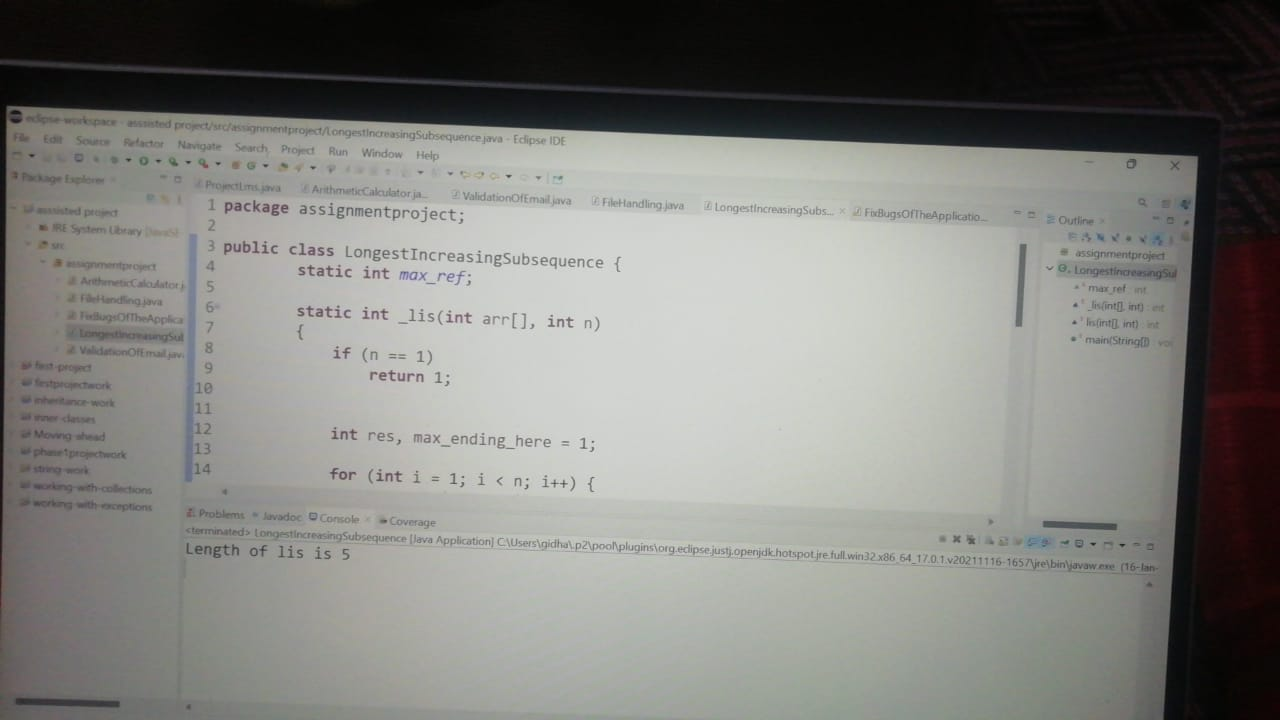 eclipse-workspace - asssisted project/src/assignmentproject/LongestIncreasingSubsequence.java - Eclipse IDE
File Edit Source Refactor Navigate Search Project Run Window Help
Package Explorer
asssisted project
JRE System Library [JavaSE-
src
assignmentproject
ArithmeticCalculator.j
FileHandling.java
FixBugsOfTheApplica
LongestIncreasingSul
ValidationOfEmail.jav
first-project
firstprojectwork
inheritance-work
inner-classes
Moving-ahead
phase1projectwork
string-work
working-with-collections
working-with-exceptions
ProjectLms.java ArithmeticCalculator.ja... ValidationOfEmail.java FileHandling.java LongestIncreasingSubs... FixBugsOfTheApplicatio...
1 package assignmentproject;
2
3 public class LongestIncreasingSubsequence {
4 static int max_ref;
5
6 static int _lis(int arr[], int n)
7 {
8 if (n == 1)
9 return 1;
10
11
12 int res, max_ending_here = 1;
13
14 for (int i = 1; i < n; i++) {
Outline
assignmentproject
LongestIncreasingSul
max_ref : int
_lis(int[], int) : int
lis(int[], int) : int
main(String[]) : voi
Problems Javadoc Console Coverage
<terminated> LongestIncreasingSubsequence [Java Application] C:\Users\gidha\.p2\pool\plugins\org.eclipse.justj.openjdk.hotspot.jre.full.win32.x86_64_17.0.1.v20211116-1657\jre\bin\javaw.exe (16-Jan-
Length of lis is 5